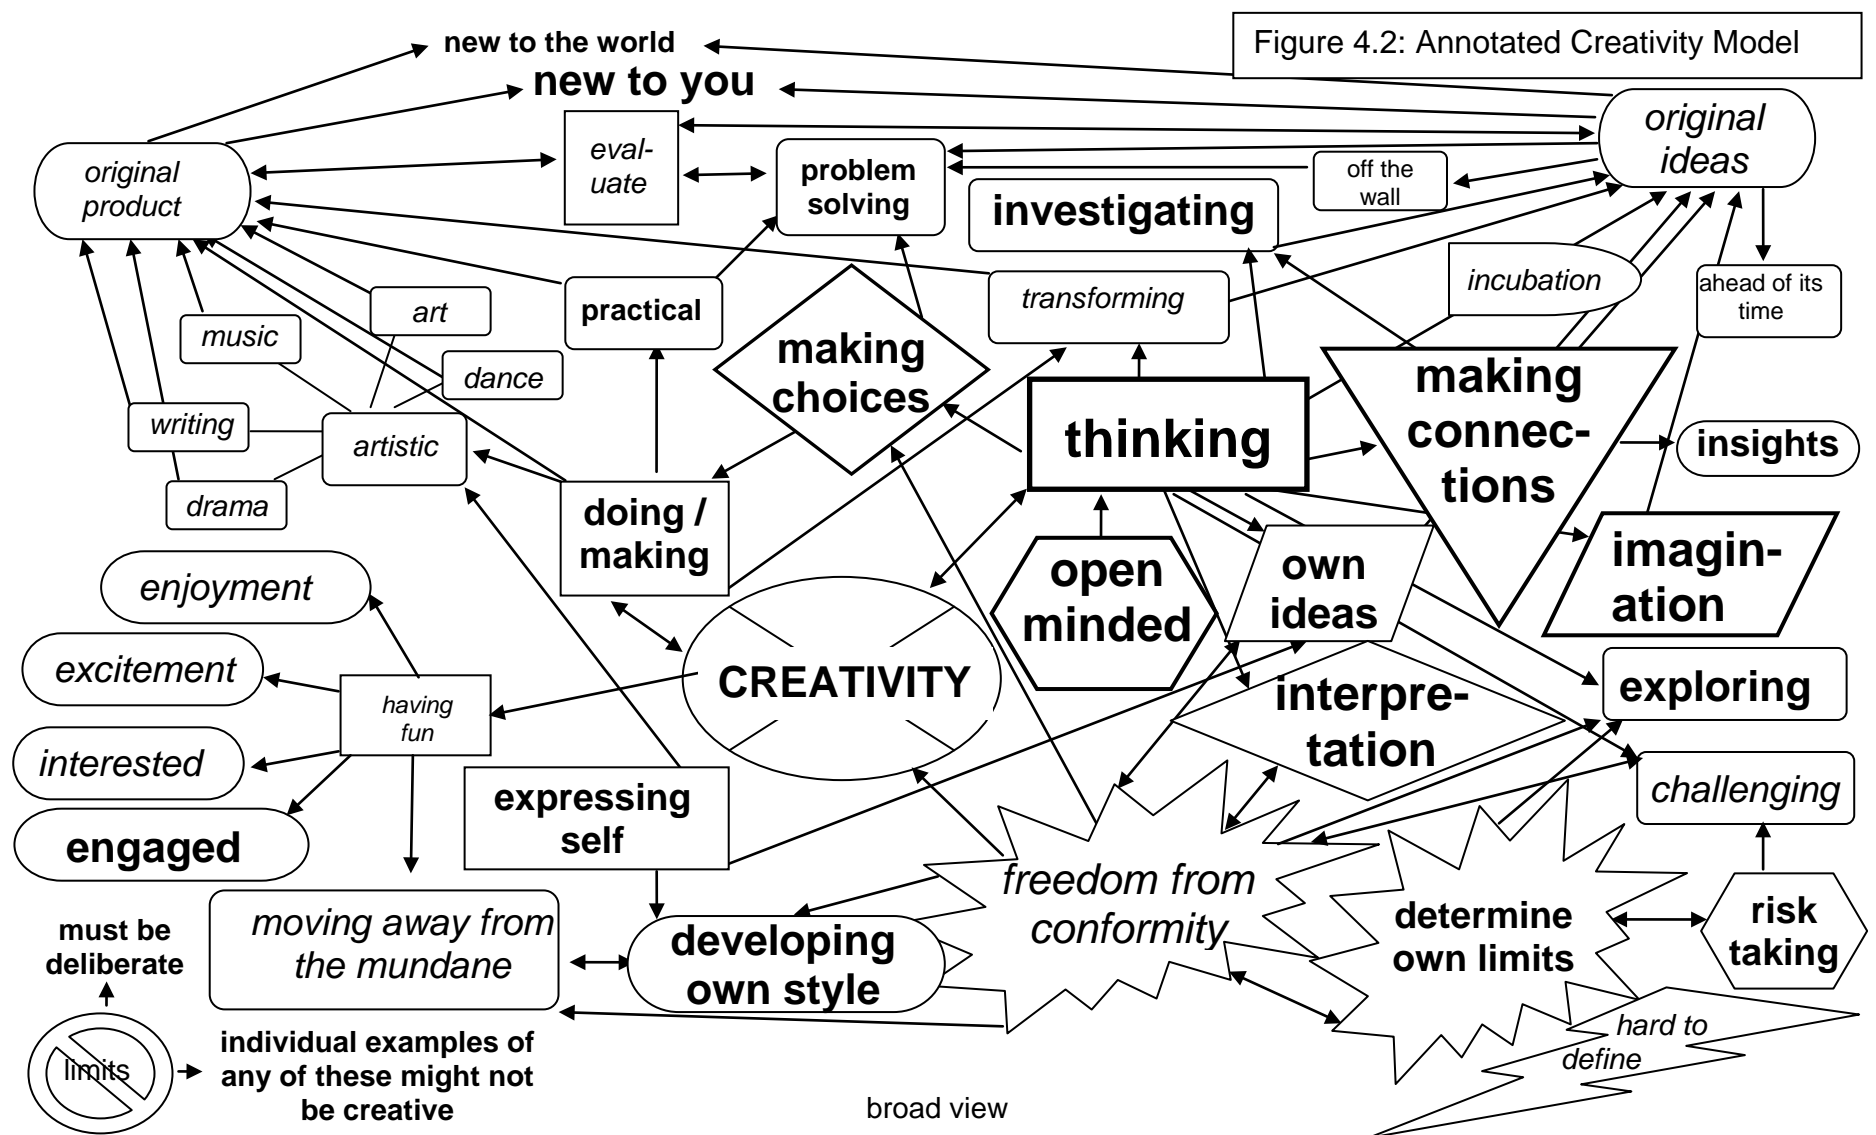 Figure 4.2: Annotated Creativity Model
new to the world
new to you
original
product
eval-
uate
problem
solving
investigating
off the
wall
original
ideas
incubation
ahead of its
time
art
music
practical
transforming
making
choices
dance
writing
artistic
thinking
making
connec-
tions
insights
drama
doing /
making
open
minded
own
ideas
imagin-
ation
enjoyment
excitement
having
fun
CREATIVITY
interpre-
tation
exploring
interested
expressing
self
challenging
engaged
freedom from
conformity
determine
own limits
risk
taking
moving away from
the mundane
developing
own style
must be
deliberate
limits
individual examples of
any of these might not
be creative
hard to
define
broad view